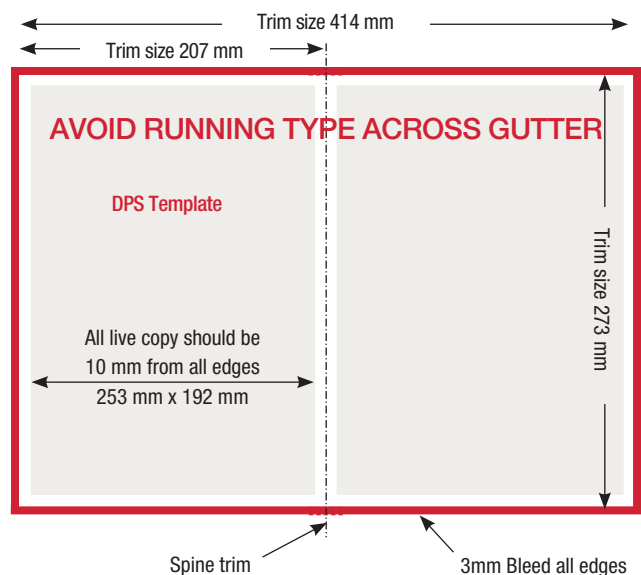 Trim size 414 mm
Trim size 207 mm
AVOID RUNNING TYPE ACROSS GUTTER
DPS Template
Trim size 273 mm
All live copy should be
10 mm from all edges
253 mm x 192 mm
Spine trim
3mm Bleed all edges